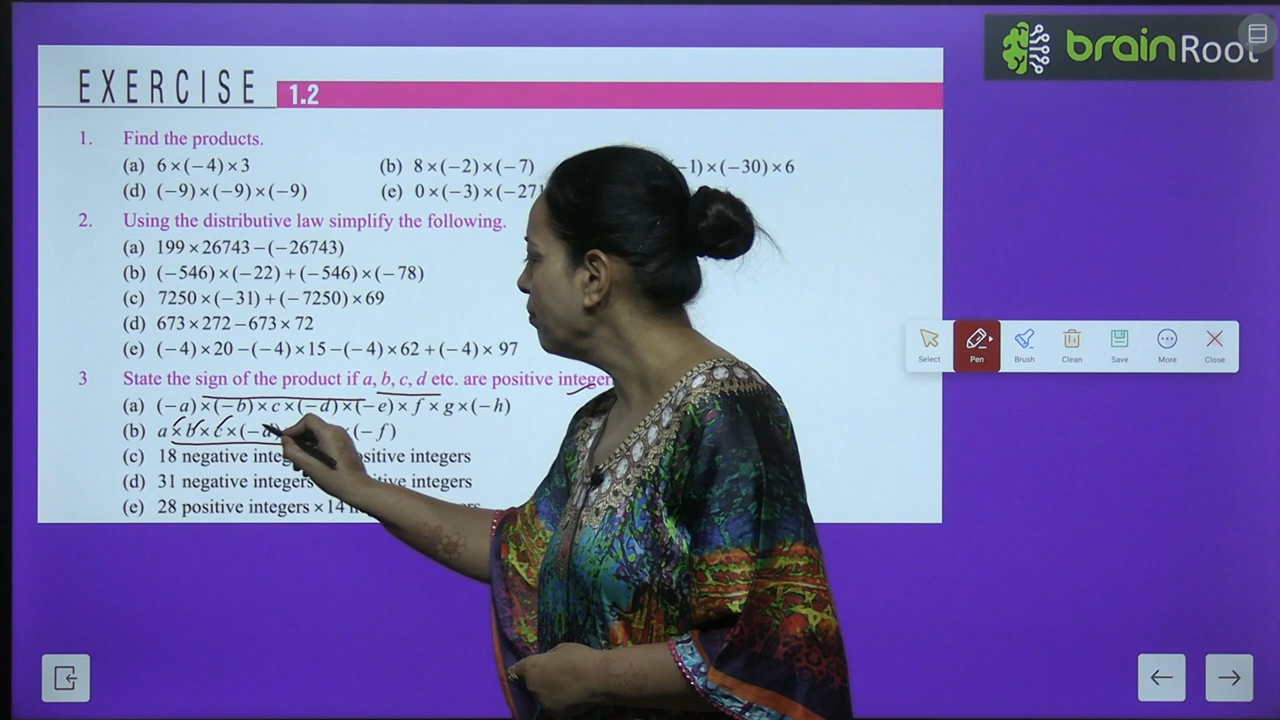 brainRoot
EXERCISE 1.2
1. Find the products.
(a) 6×(−4)×3 (b) 8×(−2)×(−7) −1)×(−30)×6
(d) (−9)×(−9)×(−9) (e) 0×(−3)×(−27
2. Using the distributive law simplify the following.
(a) 199×26743−(−26743)
(b) (−546)×(−22)+(−546)×(−78)
(c) 7250×(−31)+(−7250)×69
(d) 673×272−673×72
(e) (−4)×20−(−4)×15−(−4)×62+(−4)×97
3 State the sign of the product if a, b, c, d etc. are positive integer
(a) (−a)×(−b)×c×(−d)×(−e)×f×g×(−h)
(b) a×b×c×(−d ×(−f)
(c) 18 negative integ sitive integers
(d) 31 negative integers itive integers
(e) 28 positive integers ×14
Select Pen Brush Clean Save More Close